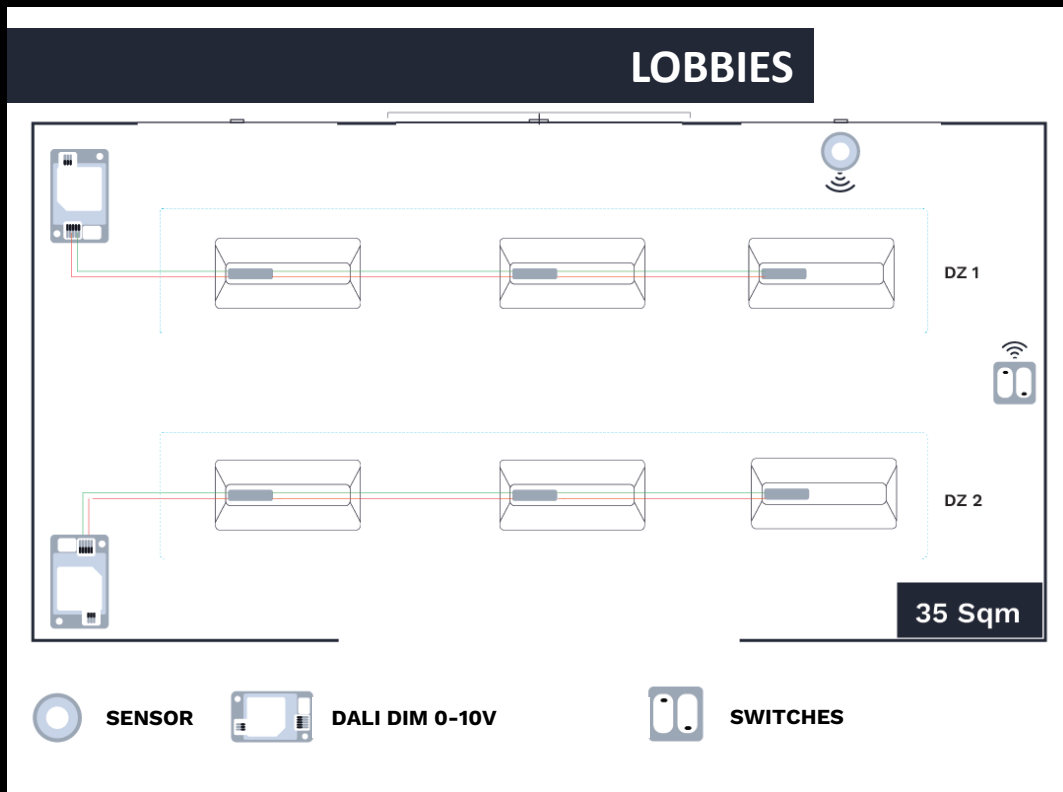 LOBBIES
DZ 1
DZ 2
35 Sqm
SENSOR
DALI DIM 0-10V
SWITCHES